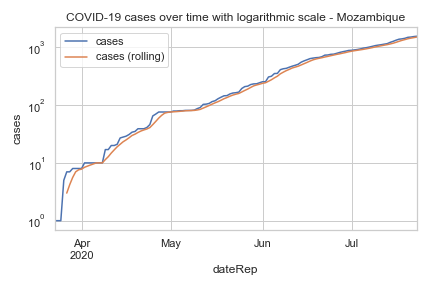 COVID-19 cases over time with logarithmic scale - Mozambique
cases
cases (rolling)
10³
10²
10¹
10⁰
cases
Apr
2020
May
Jun
Jul
dateRep